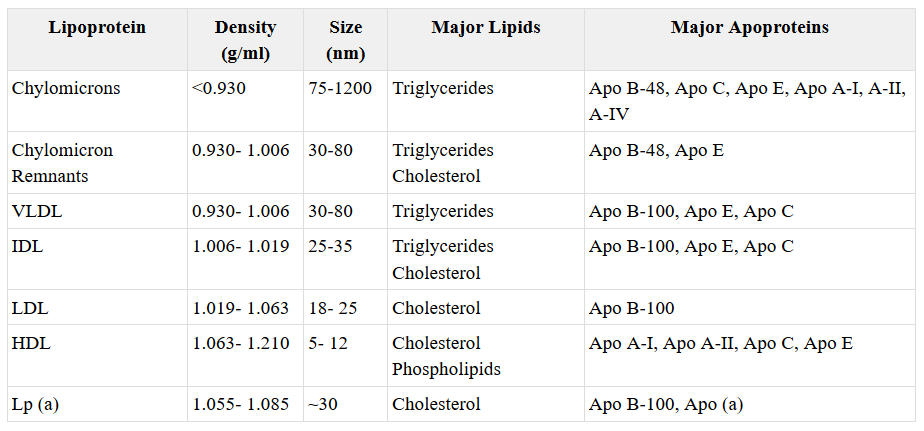 Lipoprotein Density (g/ml) Size (nm) Major Lipids Major Apoproteins
Chylomicrons <0.930 75-1200 Triglycerides Apo B-48, Apo C, Apo E, Apo A-I, A-II, A-IV
Chylomicron Remnants 0.930- 1.006 30-80 Triglycerides Cholesterol Apo B-48, Apo E
VLDL 0.930- 1.006 30-80 Triglycerides Apo B-100, Apo E, Apo C
IDL 1.006- 1.019 25-35 Triglycerides Cholesterol Apo B-100, Apo E, Apo C
LDL 1.019- 1.063 18- 25 Cholesterol Apo B-100
HDL 1.063- 1.210 5- 12 Cholesterol Phospholipids Apo A-I, Apo A-II, Apo C, Apo E
Lp (a) 1.055- 1.085 ~30 Cholesterol Apo B-100, Apo (a)